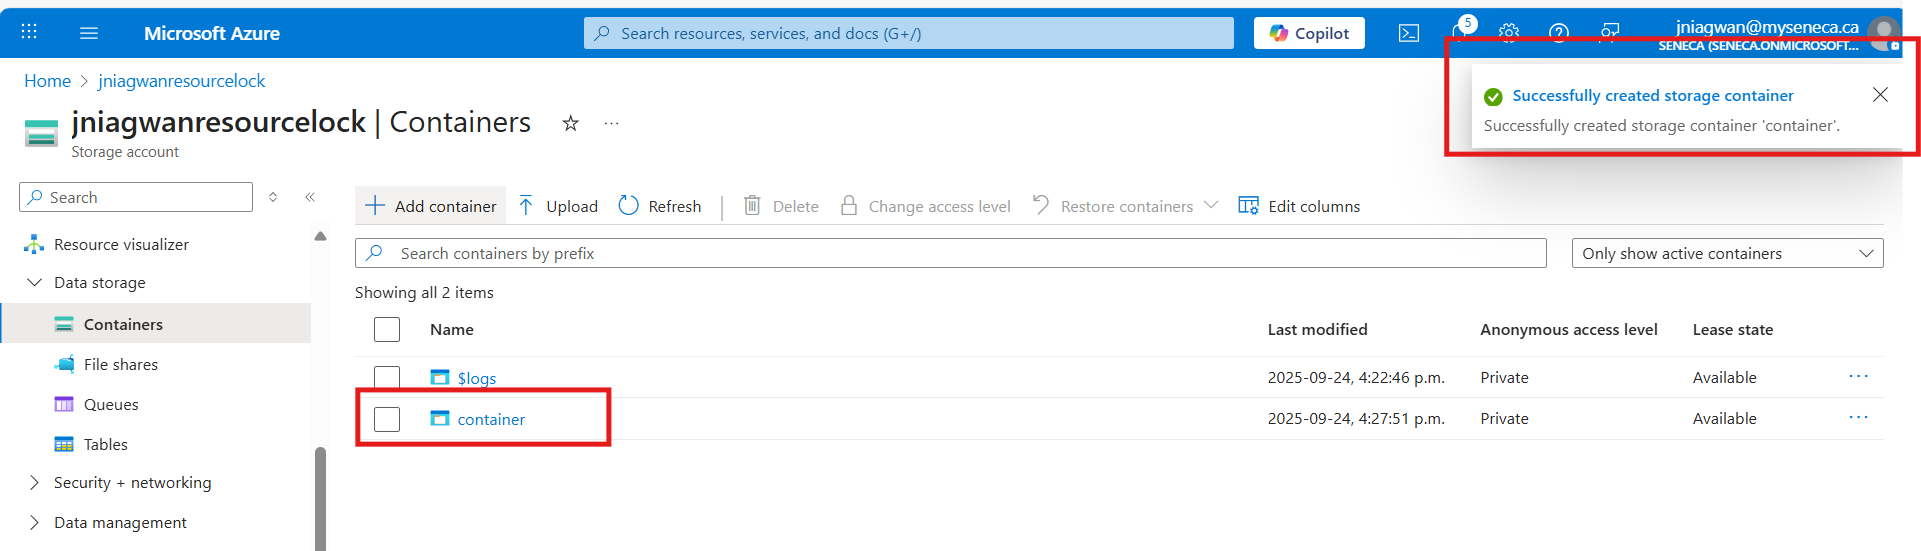 Microsoft Azure
Search resources, services, and docs (G+/)
Copilot
5
jniagwan@myseneca.ca
SENECA (SENECA.ONMICROSOFT...
Home > jniagwanresourcelock
Successfully created storage container
Successfully created storage container 'container'.
jniagwanresourcelock | Containers
...
Storage account
Search
Add container
Upload
Refresh
Delete
Change access level
Restore containers
Edit columns
Resource visualizer
Data storage
Containers
File shares
Queues
Tables
Security + networking
Data management
Search containers by prefix
Only show active containers
Showing all 2 items
Name Last modified Anonymous access level Lease state
$logs 2025-09-24, 4:22:46 p.m. Private Available ...
container 2025-09-24, 4:27:51 p.m. Private Available ...